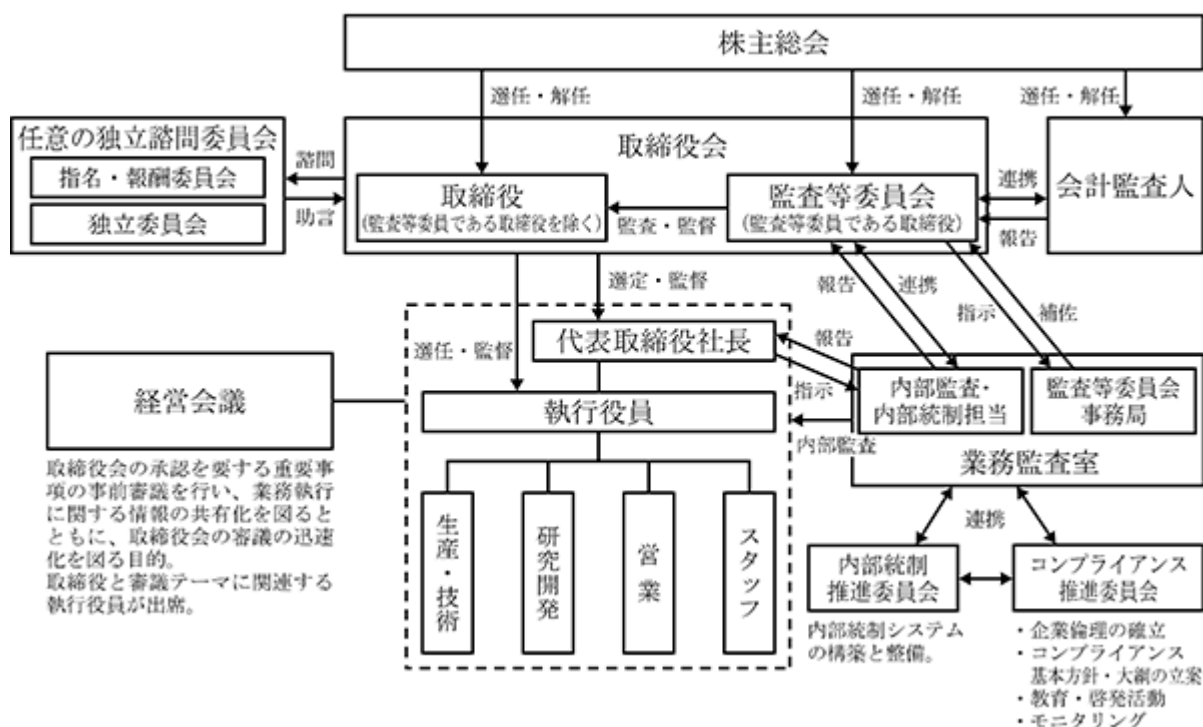 株主総会
選任・解任
選任・解任
選任・解任
任意の独立諮問委員会
指名・報酬委員会
独立委員会
諮問
助言
取締役会
取締役
(監査等委員である取締役を除く)
監査・監督
監査等委員会
(監査等委員である取締役)
連携
報告
会計監査人
選定・監督
選任・監督
報告
連携
指示
補佐
代表取締役社長
報告
指示
内部監査
執行役員
内部監査・
内部統制担当
監査等委員会
事務局
業務監査室
経営会議
取締役会の承認を要する重要事
項の事前審議を行い、業務執行
に関する情報の共有化を図ると
ともに、取締役会の審議の迅速
化を図る目的。
取締役と審議テーマに関連する
執行役員が出席。
生産・技術
研究開発
営業
スタッフ
連携
内部統制
推進委員会
コンプライアンス
推進委員会
内部統制システム
の構築と整備。
・企業倫理の確立
・コンプライアンス
基本方針・大綱の立案
・教育・啓発活動
・モニタリング